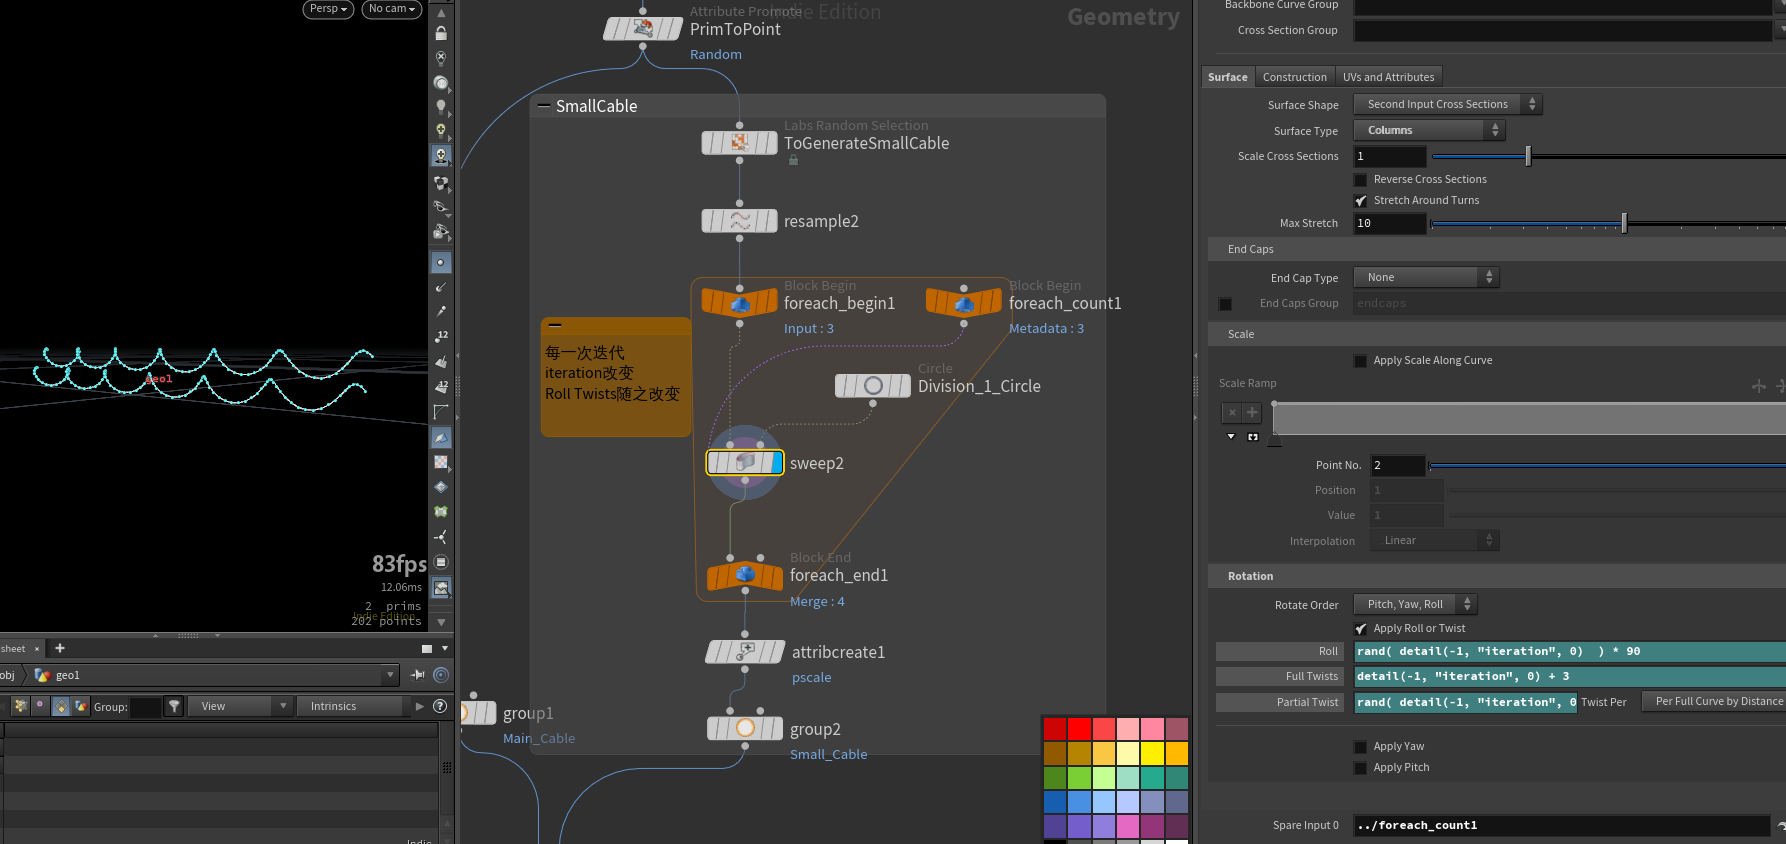 Persp
No cam
83fps
12.06ms
2 prims
Indie Edition
202 points
geo1
sheet
obj
geo1
Group:
View
Intrinsics
Indie Edition
Geometry
Attribute Promote
PrimToPoint
Random
SmallCable
Labs Random Selection
ToGenerateSmallCable
resample2
Block Begin
foreach_begin1
Input : 3
Block Begin
foreach_count1
Metadata : 3
每一次迭代
iteration改变
Roll Twists随之改变
Circle
Division_1_Circle
sweep2
Block End
foreach_end1
Merge : 4
attribcreate1
pscale
group1
Main_Cable
group2
Small_Cable
Backbone Curve Group
Cross Section Group
Surface
Construction
UVs and Attributes
Surface Shape
Second Input Cross Sections
Surface Type
Columns
Scale Cross Sections
1
Reverse Cross Sections
Stretch Around Turns
Max Stretch
10
End Caps
End Cap Type
None
End Caps Group
endcaps
Scale
Apply Scale Along Curve
Scale Ramp
Point No.
2
Position
1
Value
1
Interpolation
Linear
Rotation
Rotate Order
Pitch, Yaw, Roll
Apply Roll or Twist
Roll
rand( detail(-1, "iteration", 0)  ) * 90
Full Twists
detail(-1, "iteration", 0) + 3
Partial Twist
rand( detail(-1, "iteration", 0
Twist Per
Per Full Curve by Distance
Apply Yaw
Apply Pitch
Spare Input 0
../foreach_count1
12
12
Indie